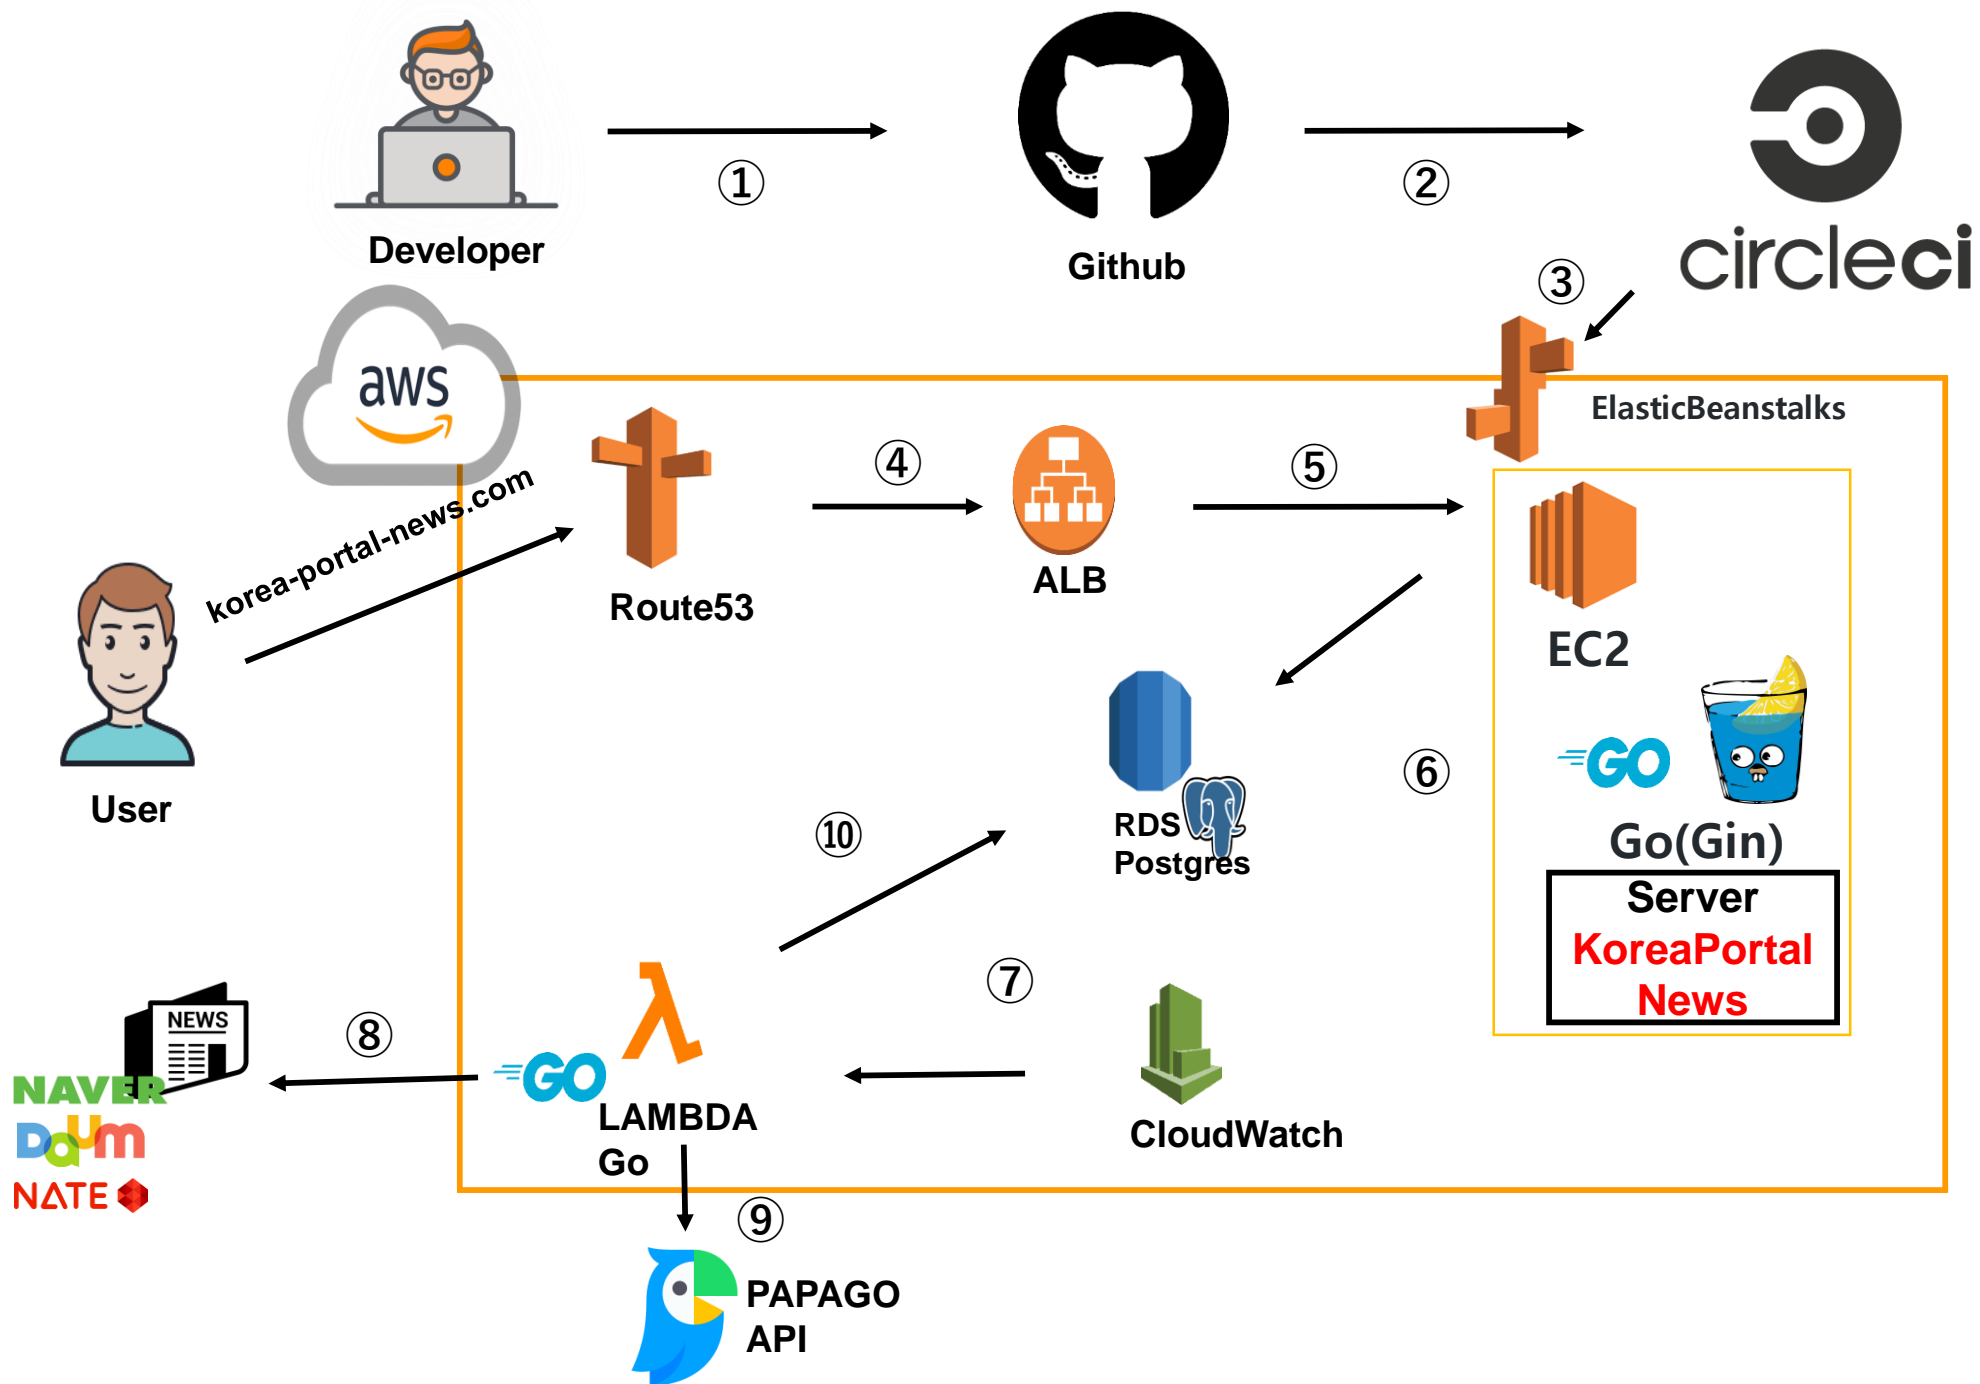 ①
②
Developer
Github
circleci
③
aws
ElasticBeanstalks
④
⑤
korea-portal-news.com
ALB
Route53
EC2
User
RDS
Postgres
⑥
GO
Go(Gin)
⑩
Server
KoreaPortal
News
⑦
NEWS
⑧
NAVER
Daum
NATE
GO
LAMBDA
Go
CloudWatch
⑨
PAPAGO
API